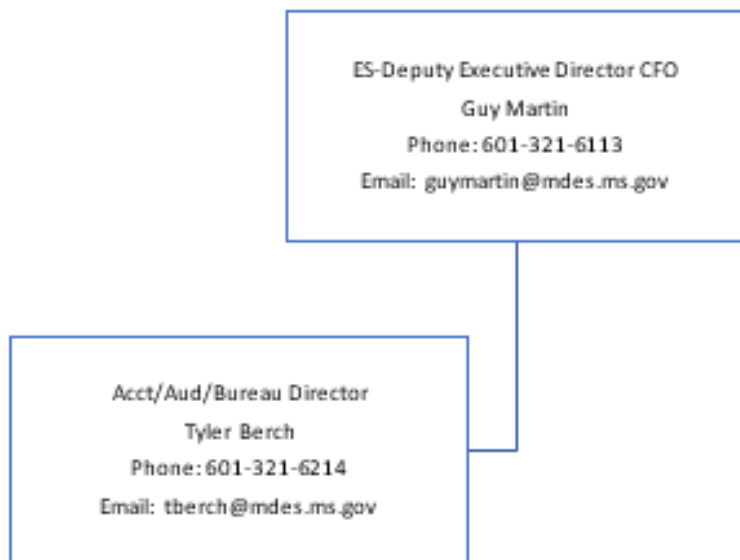 ES-Deputy Executive Director CFO
Guy Martin
Phone: 601-321-6113
Email: guymartin@mdes.ms.gov
Acct/Aud/Bureau Director
Tyler Berch
Phone: 601-321-6214
Email: tberch@mdes.ms.gov